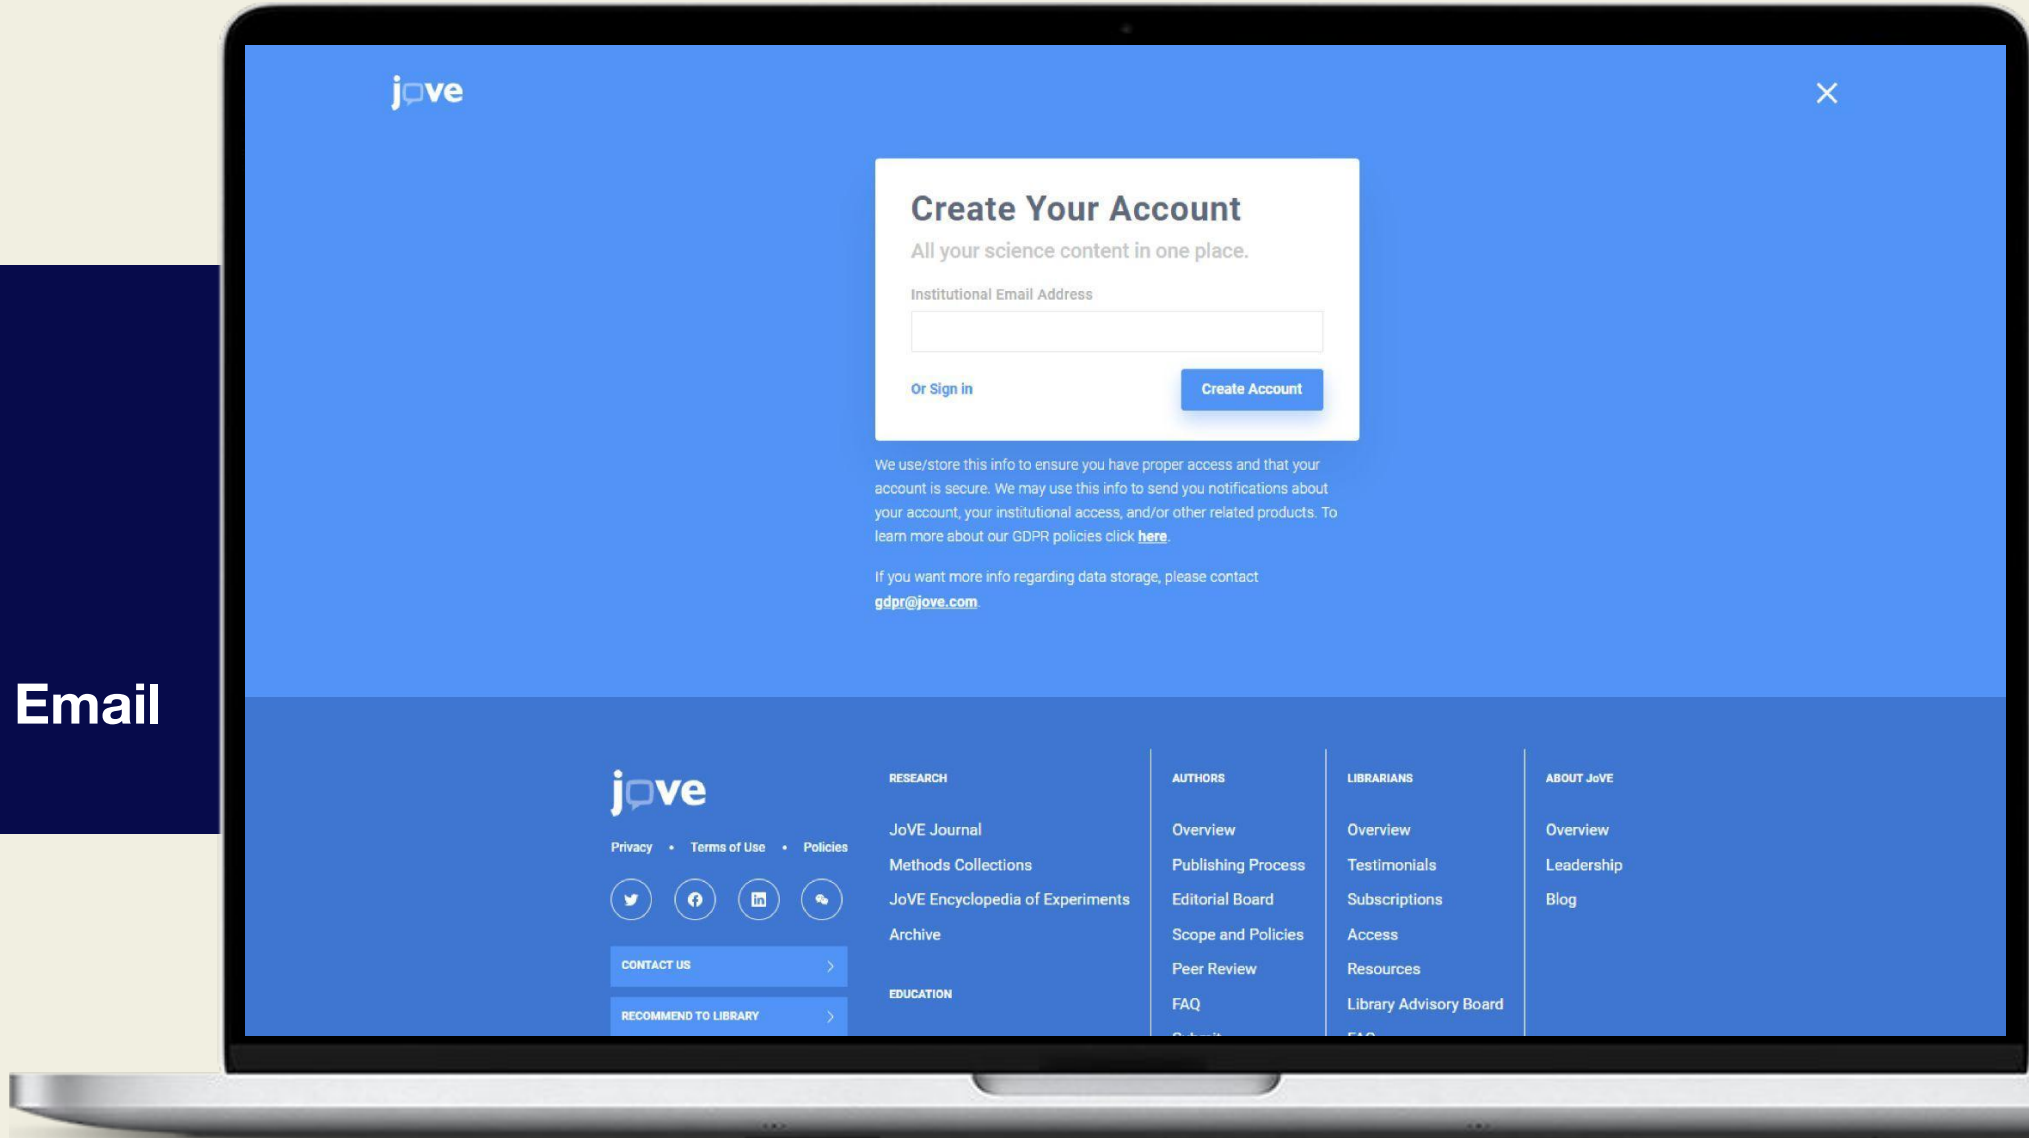 jove
Create Your Account
All your science content in one place.
Institutional Email Address
Or Sign in
Create Account
We use/store this info to ensure you have proper access and that your
account is secure. We may use this info to send you notifications about
your account, your institutional access, and/or other related products. To
learn more about our GDPR policies click here.
If you want more info regarding data storage, please contact
gdpr@jove.com.
Email
jove
Privacy • Terms of Use • Policies
CONTACT US
RECOMMEND TO LIBRARY
RESEARCH
JoVE Journal
Methods Collections
JoVE Encyclopedia of Experiments
Archive
EDUCATION
AUTHORS
Overview
Publishing Process
Editorial Board
Scope and Policies
Peer Review
FAQ
LIBRARIANS
Overview
Testimonials
Subscriptions
Access
Resources
Library Advisory Board
ABOUT JoVE
Overview
Leadership
Blog